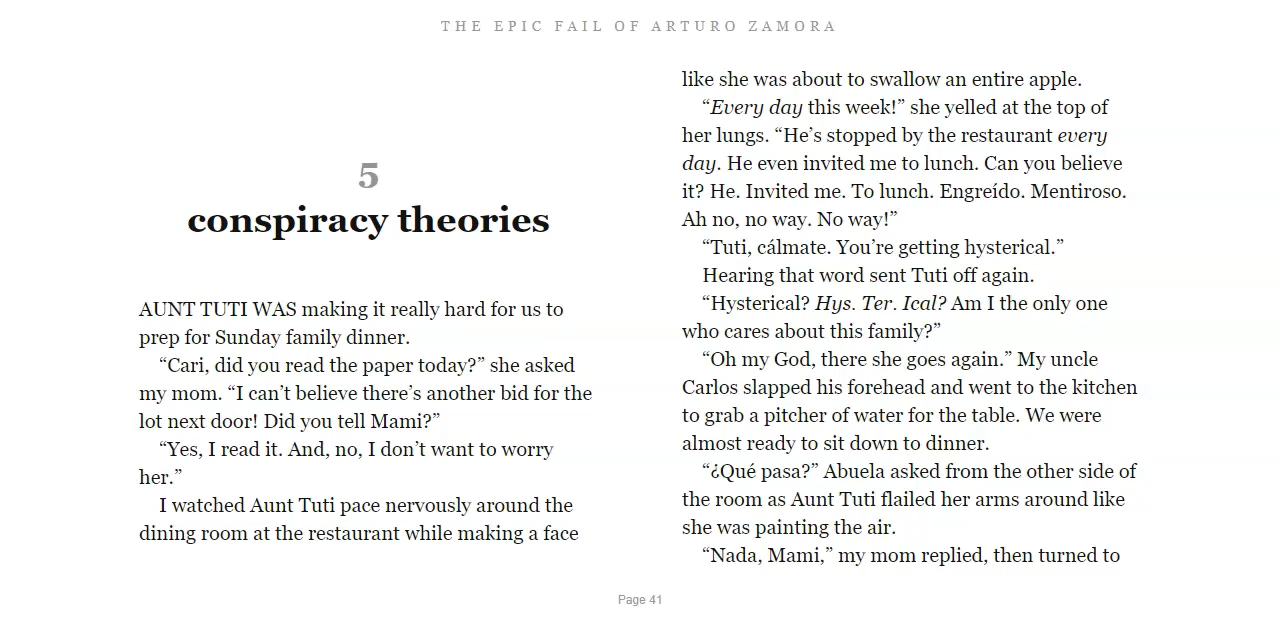 THE EPIC FAIL OF ARTURO ZAMORA
5
conspiracy theories
AUNT TUTI WAS making it really hard for us to
prep for Sunday family dinner.
“Cari, did you read the paper today?” she asked
my mom. “I can’t believe there’s another bid for the
lot next door! Did you tell Mami?”
“Yes, I read it. And, no, I don’t want to worry
her.”
I watched Aunt Tuti pace nervously around the
dining room at the restaurant while making a face
like she was about to swallow an entire apple.
“Every day this week!” she yelled at the top of
her lungs. “He’s stopped by the restaurant every
day. He even invited me to lunch. Can you believe
it? He. Invited me. To lunch. Engreído. Mentiroso.
Ah no, no way. No way!”
“Tuti, cálmate. You’re getting hysterical.”
Hearing that word sent Tuti off again.
“Hysterical? Hys. Ter. Ical? Am I the only one
who cares about this family?”
“Oh my God, there she goes again.” My uncle
Carlos slapped his forehead and went to the kitchen
to grab a pitcher of water for the table. We were
almost ready to sit down to dinner.
“¿Qué pasa?” Abuela asked from the other side of
the room as Aunt Tuti flailed her arms around like
she was painting the air.
“Nada, Mami,” my mom replied, then turned to
Page 41